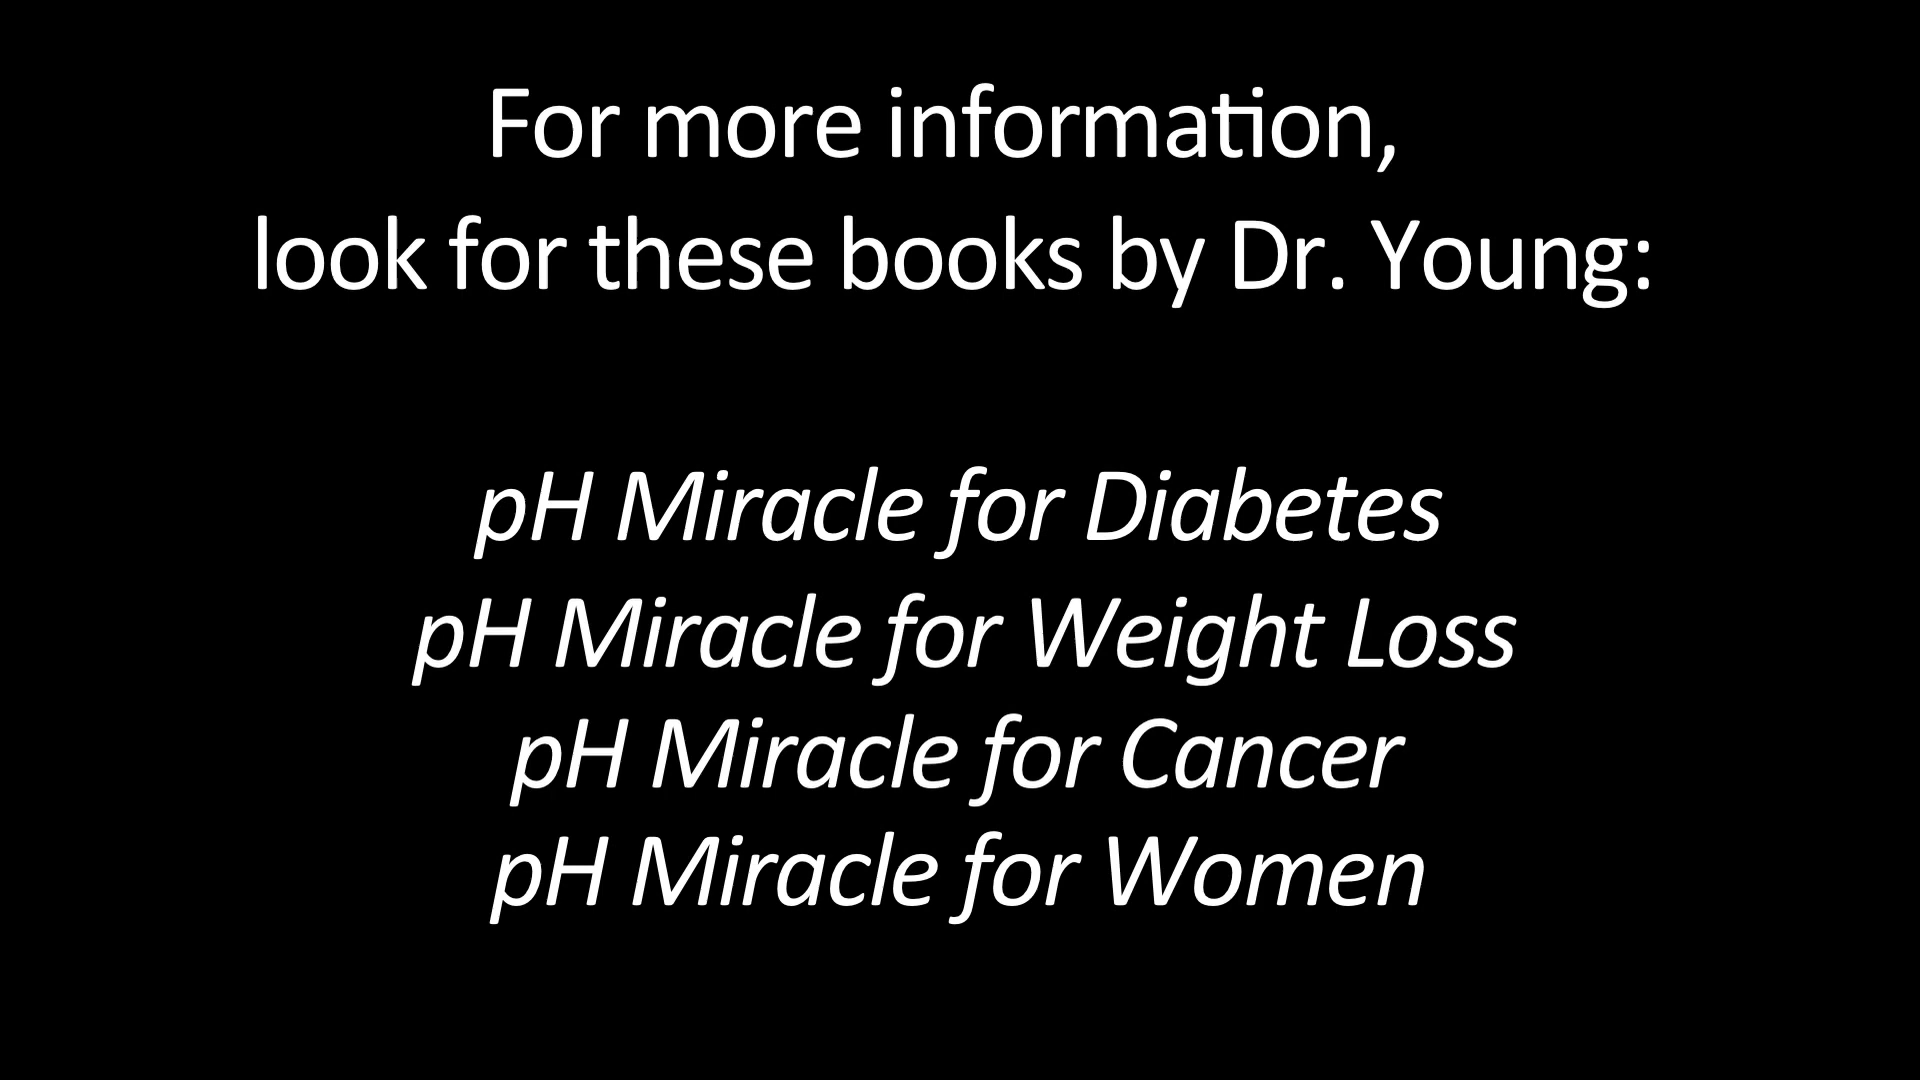 For more information,
look for these books by Dr. Young:
pH Miracle for Diabetes
pH Miracle for Weight Loss
pH Miracle for Cancer
pH Miracle for Women